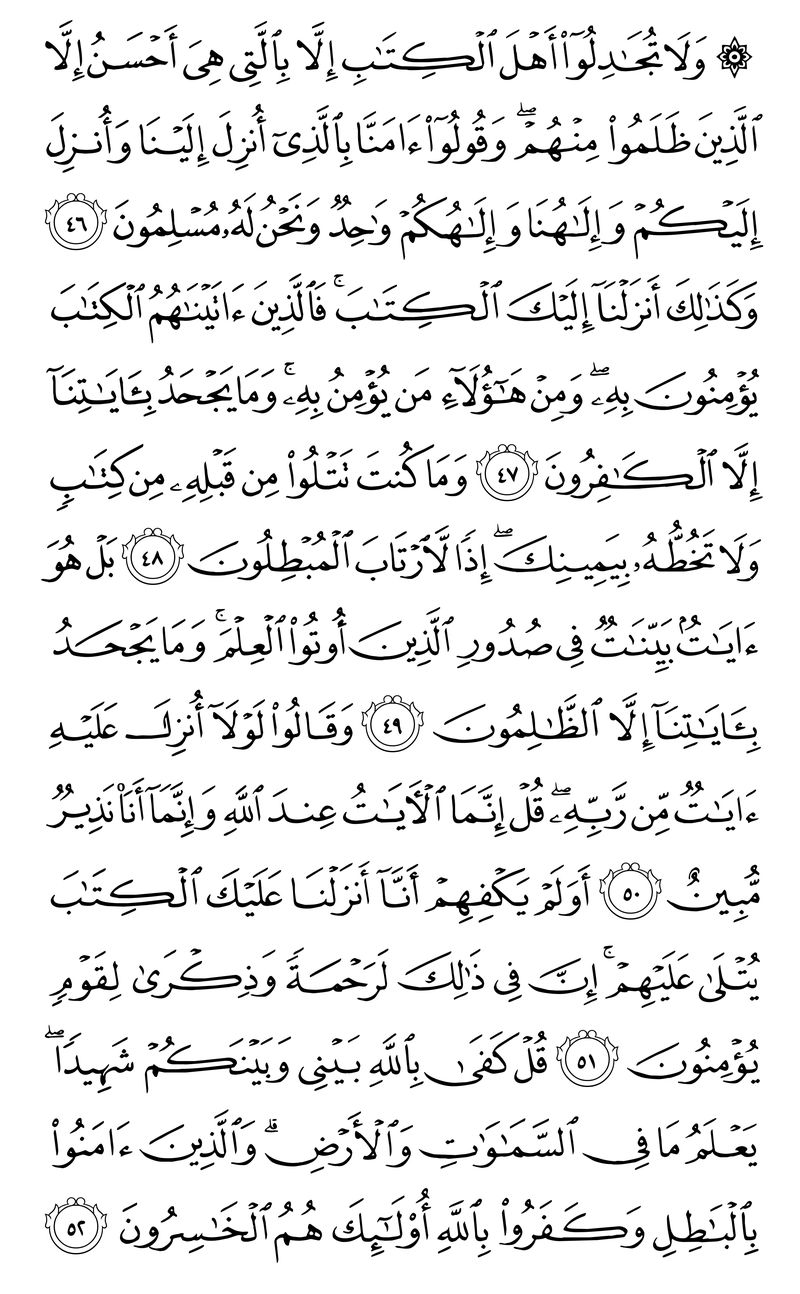 ۞ وَلَا تُجَٰدِلُوٓا۟ أَهْلَ ٱلْكِتَٰبِ إِلَّا بِٱلَّتِى هِىَ أَحْسَنُ إِلَّا
ٱلَّذِينَ ظَلَمُوا۟ مِنْهُمْ ۖ وَقُولُوٓا۟ ءَامَنَّا بِٱلَّذِىٓ أُنزِلَ إِلَيْنَا وَأُنزِلَ
إِلَيْكُمْ وَإِلَٰهُنَا وَإِلَٰهُكُمْ وَٰحِدٌ وَنَحْنُ لَهُۥ مُسْلِمُونَ ٤٦
وَكَذَٰلِكَ أَنزَلْنَآ إِلَيْكَ ٱلْكِتَٰبَ ۚ فَٱلَّذِينَ ءَاتَيْنَٰهُمُ ٱلْكِتَٰبَ
يُؤْمِنُونَ بِهِۦ ۖ وَمِنْ هَٰٓؤُلَآءِ مَن يُؤْمِنُ بِهِۦ ۚ وَمَا يَجْحَدُ بِـَٔايَٰتِنَآ
إِلَّا ٱلْكَٰفِرُونَ ٤٧ وَمَا كُنتَ تَتْلُوا۟ مِن قَبْلِهِۦ مِن كِتَٰبٍ
وَلَا تَخُطُّهُۥ بِيَمِينِكَ ۖ إِذًا لَّٱرْتَابَ ٱلْمُبْطِلُونَ ٤٨ بَلْ هُوَ
ءَايَٰتٌۢ بَيِّنَٰتٌ فِى صُدُورِ ٱلَّذِينَ أُوتُوا۟ ٱلْعِلْمَ ۚ وَمَا يَجْحَدُ
بِـَٔايَٰتِنَآ إِلَّا ٱلظَّٰلِمُونَ ٤٩ وَقَالُوا۟ لَوْلَآ أُنزِلَ عَلَيْهِ
ءَايَٰتٌ مِّن رَّبِّهِۦ ۖ قُلْ إِنَّمَا ٱلْـَٔايَٰتُ عِندَ ٱللَّهِ وَإِنَّمَآ أَنَا۠ نَذِيرٌ
مُّبِينٌ ٥٠ أَوَلَمْ يَكْفِهِمْ أَنَّآ أَنزَلْنَا عَلَيْكَ ٱلْكِتَٰبَ
يُتْلَىٰ عَلَيْهِمْ ۚ إِنَّ فِى ذَٰلِكَ لَرَحْمَةً وَذِكْرَىٰ لِقَوْمٍ
يُؤْمِنُونَ ٥١ قُلْ كَفَىٰ بِٱللَّهِ بَيْنِى وَبَيْنَكُمْ شَهِيدًا ۖ
يَعْلَمُ مَا فِى ٱلسَّمَٰوَٰتِ وَٱلْأَرْضِ ۗ وَٱلَّذِينَ ءَامَنُوا۟
بِٱلْبَٰطِلِ وَكَفَرُوا۟ بِٱللَّهِ أُو۟لَٰٓئِكَ هُمُ ٱلْخَٰسِرُونَ ٥٢